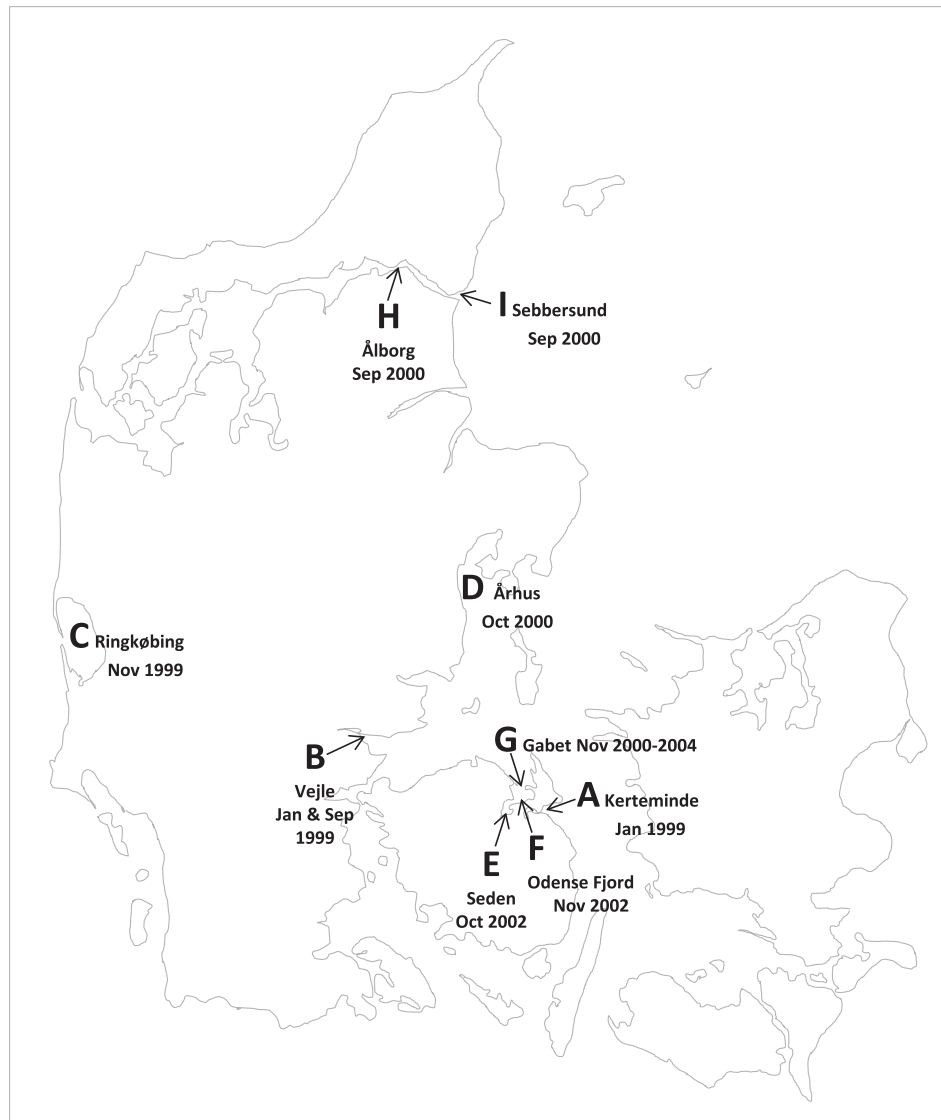 I Sebbersund
Sep 2000
H
Ålborg
Sep 2000
D Århus
Oct 2000
C Ringkøbing
Nov 1999
G Gabet Nov 2000-2004
B
Vejle
Jan & Sep
1999
A Kerteminde
Jan 1999
E
Seden
Oct 2002
F
Odense Fjord
Nov 2002